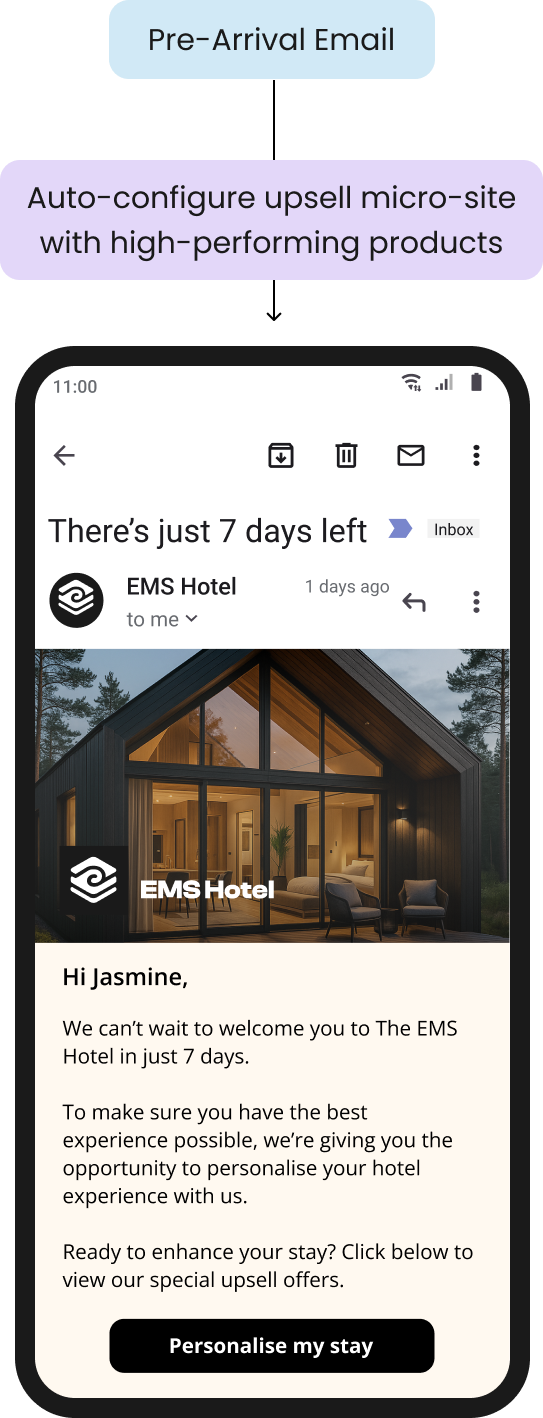 Pre-Arrival Email
Auto-configure upsell micro-site
with high-performing products
11:00
There’s just 7 days left
Inbox
EMS Hotel
1 days ago
to me
EMS Hotel
Hi Jasmine,
We can’t wait to welcome you to The EMS
Hotel in just 7 days.
To make sure you have the best
experience possible, we’re giving you the
opportunity to personalise your hotel
experience with us.
Ready to enhance your stay? Click below to
view our special upsell offers.
Personalise my stay